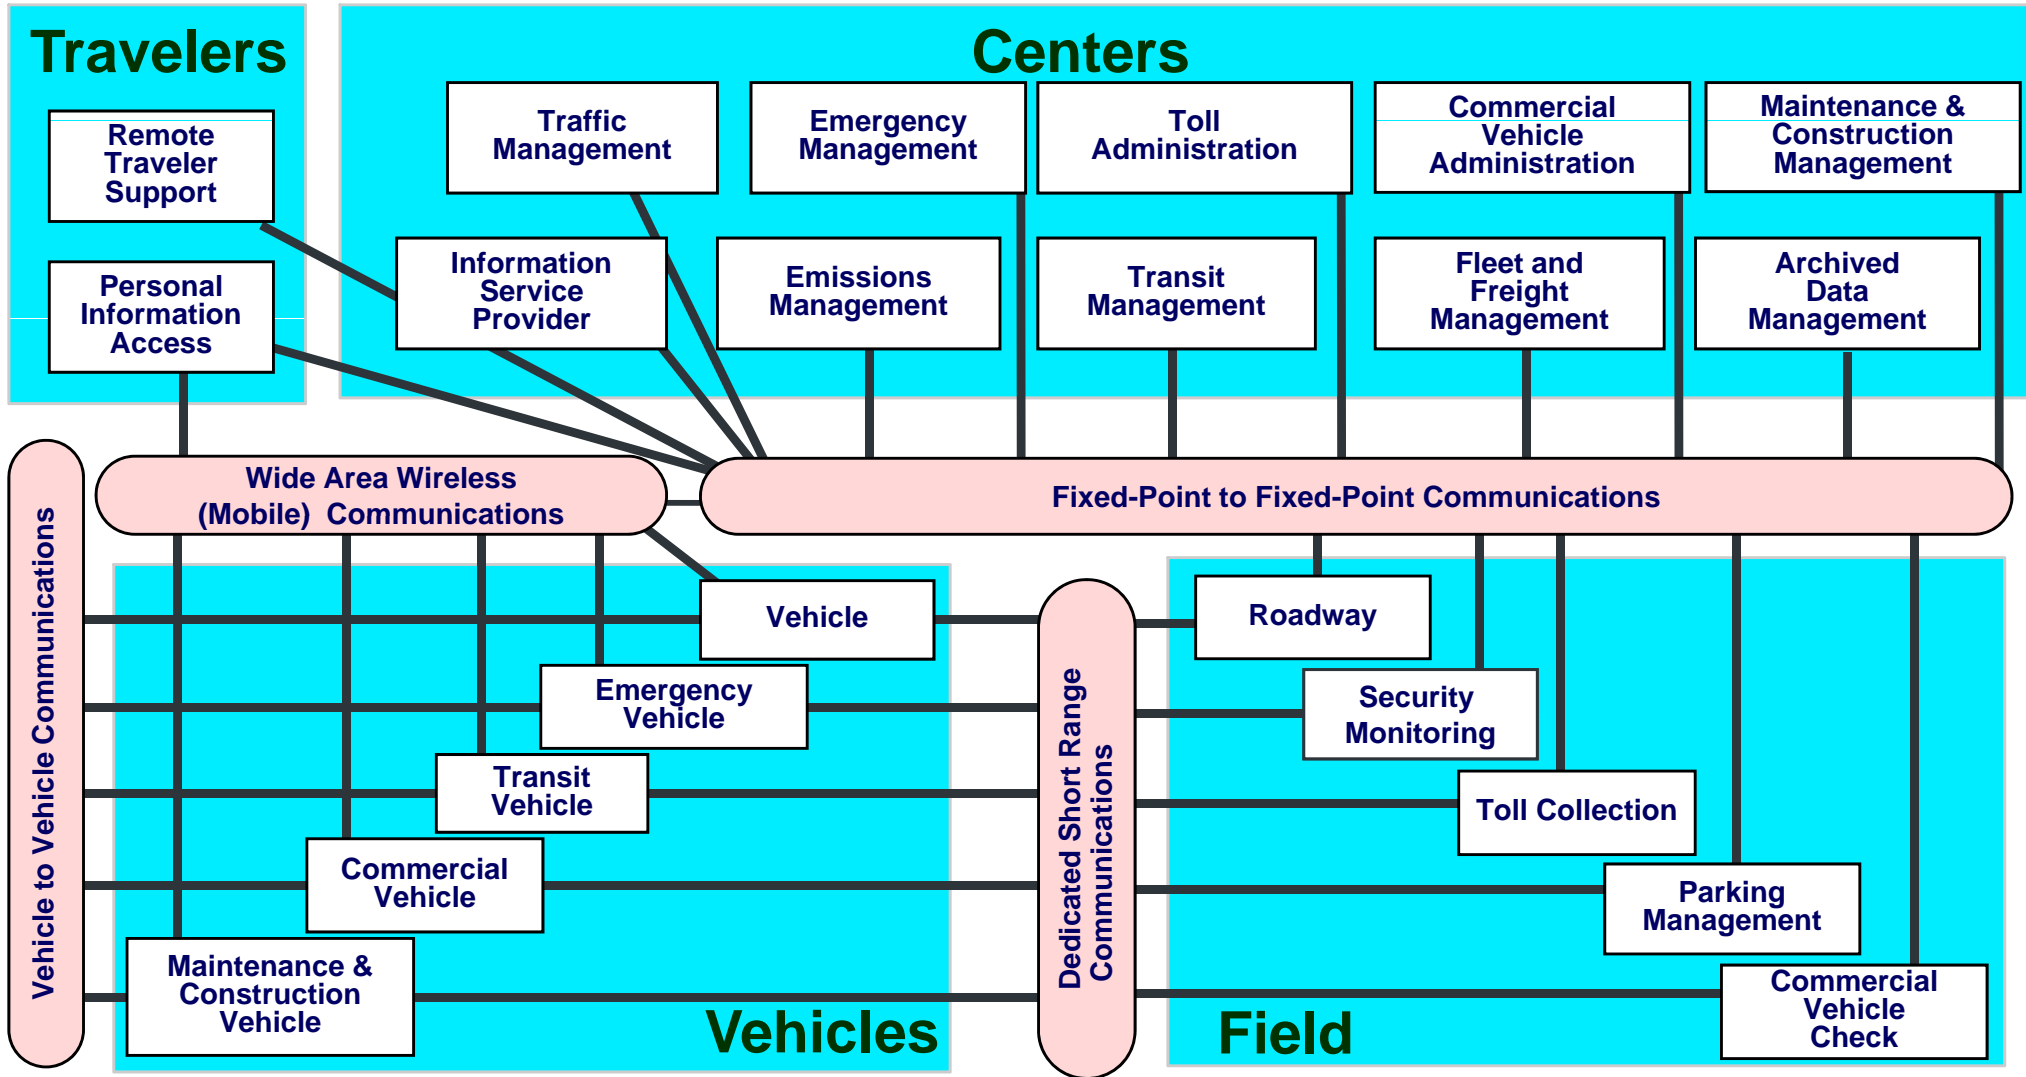 Travelers
Remote
Traveler
Support
Personal
Information
Access
Centers
Traffic
Management
Emergency
Management
Toll
Administration
Commercial
Vehicle
Administration
Maintenance &
Construction
Management
Information
Service
Provider
Emissions
Management
Transit
Management
Fleet and
Freight
Management
Archived
Data
Management
Wide Area Wireless
(Mobile) Communications
Fixed-Point to Fixed-Point Communications
Vehicle to Vehicle Communications
Vehicle
Emergency
Vehicle
Transit
Vehicle
Commercial
Vehicle
Maintenance &
Construction
Vehicle
Vehicles
Dedicated Short Range
Communications
Roadway
Security
Monitoring
Toll Collection
Parking
Management
Commercial
Vehicle
Check
Field